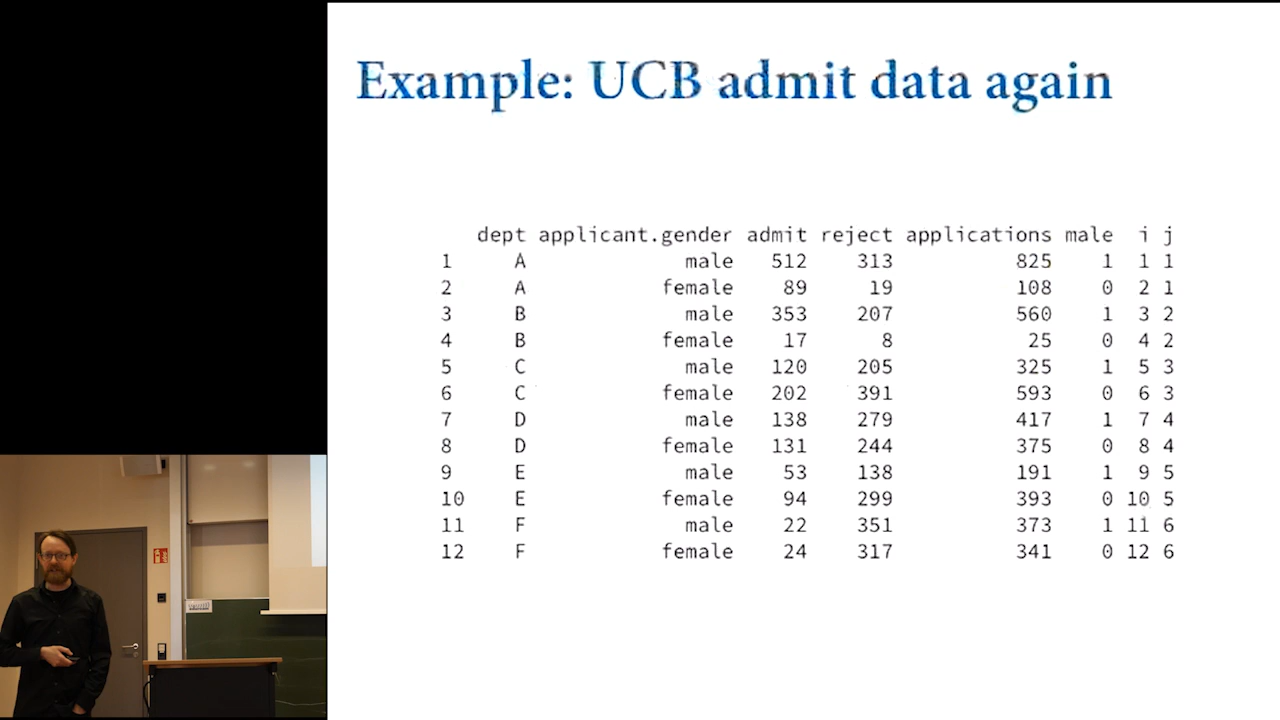 Example: UCB admit data again
dept applicant.gender admit reject applications male i j
1 A male 512 313 825 1 1 1
2 A female 89 19 108 0 2 1
3 B male 353 207 560 1 3 2
4 B female 17 8 25 0 4 2
5 C male 120 205 325 1 5 3
6 C female 202 391 593 0 6 3
7 D male 138 279 417 1 7 4
8 D female 131 244 375 0 8 4
9 E male 53 138 191 1 9 5
10 E female 94 299 393 0 10 5
11 F male 22 351 373 1 11 6
12 F female 24 317 341 0 12 6